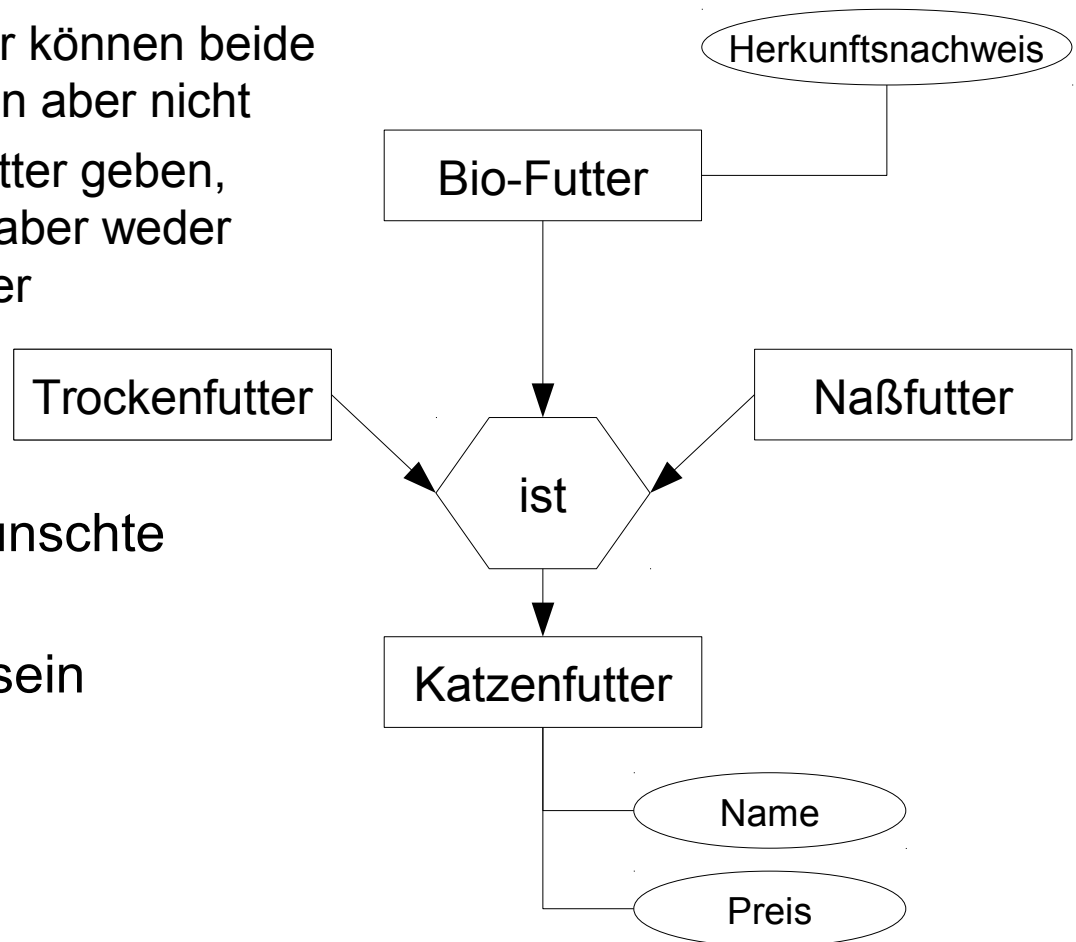 r können beide
n aber nicht
tter geben,
aber weder
er
unschte
sein
Herkunftsnachweis
Bio-Futter
Trockenfutter
Naßfutter
ist
Katzenfutter
Name
Preis